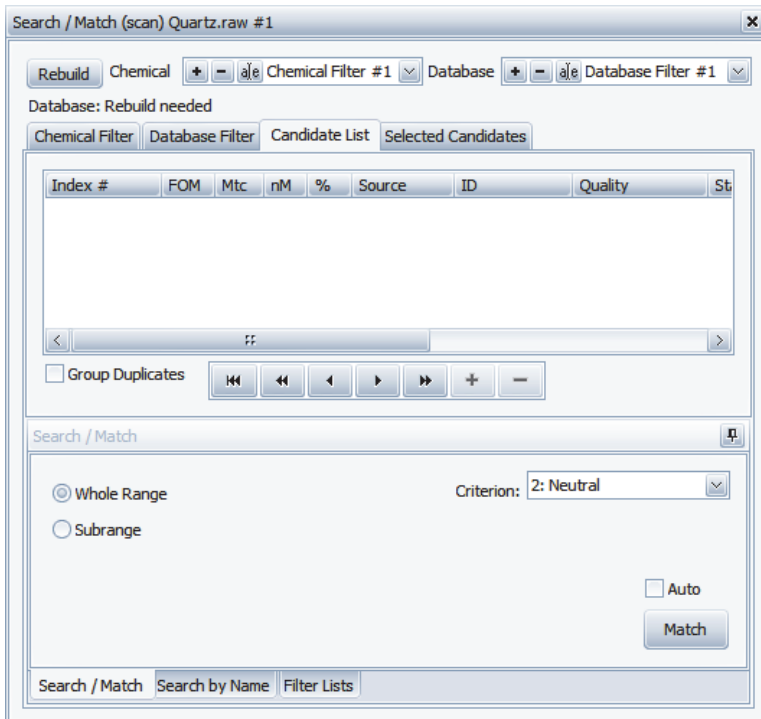 Search / Match (scan) Quartz.raw #1
Rebuild Chemical + - a|e Chemical Filter #1 Database + - a|e Database Filter #1
Database: Rebuild needed
Chemical Filter Database Filter Candidate List Selected Candidates
Index # FOM Mtc nM % Source ID Quality St
Group Duplicates + -
Search / Match
Whole Range Criterion: 2: Neutral
Subrange
Auto
Match
Search / Match Search by Name Filter Lists